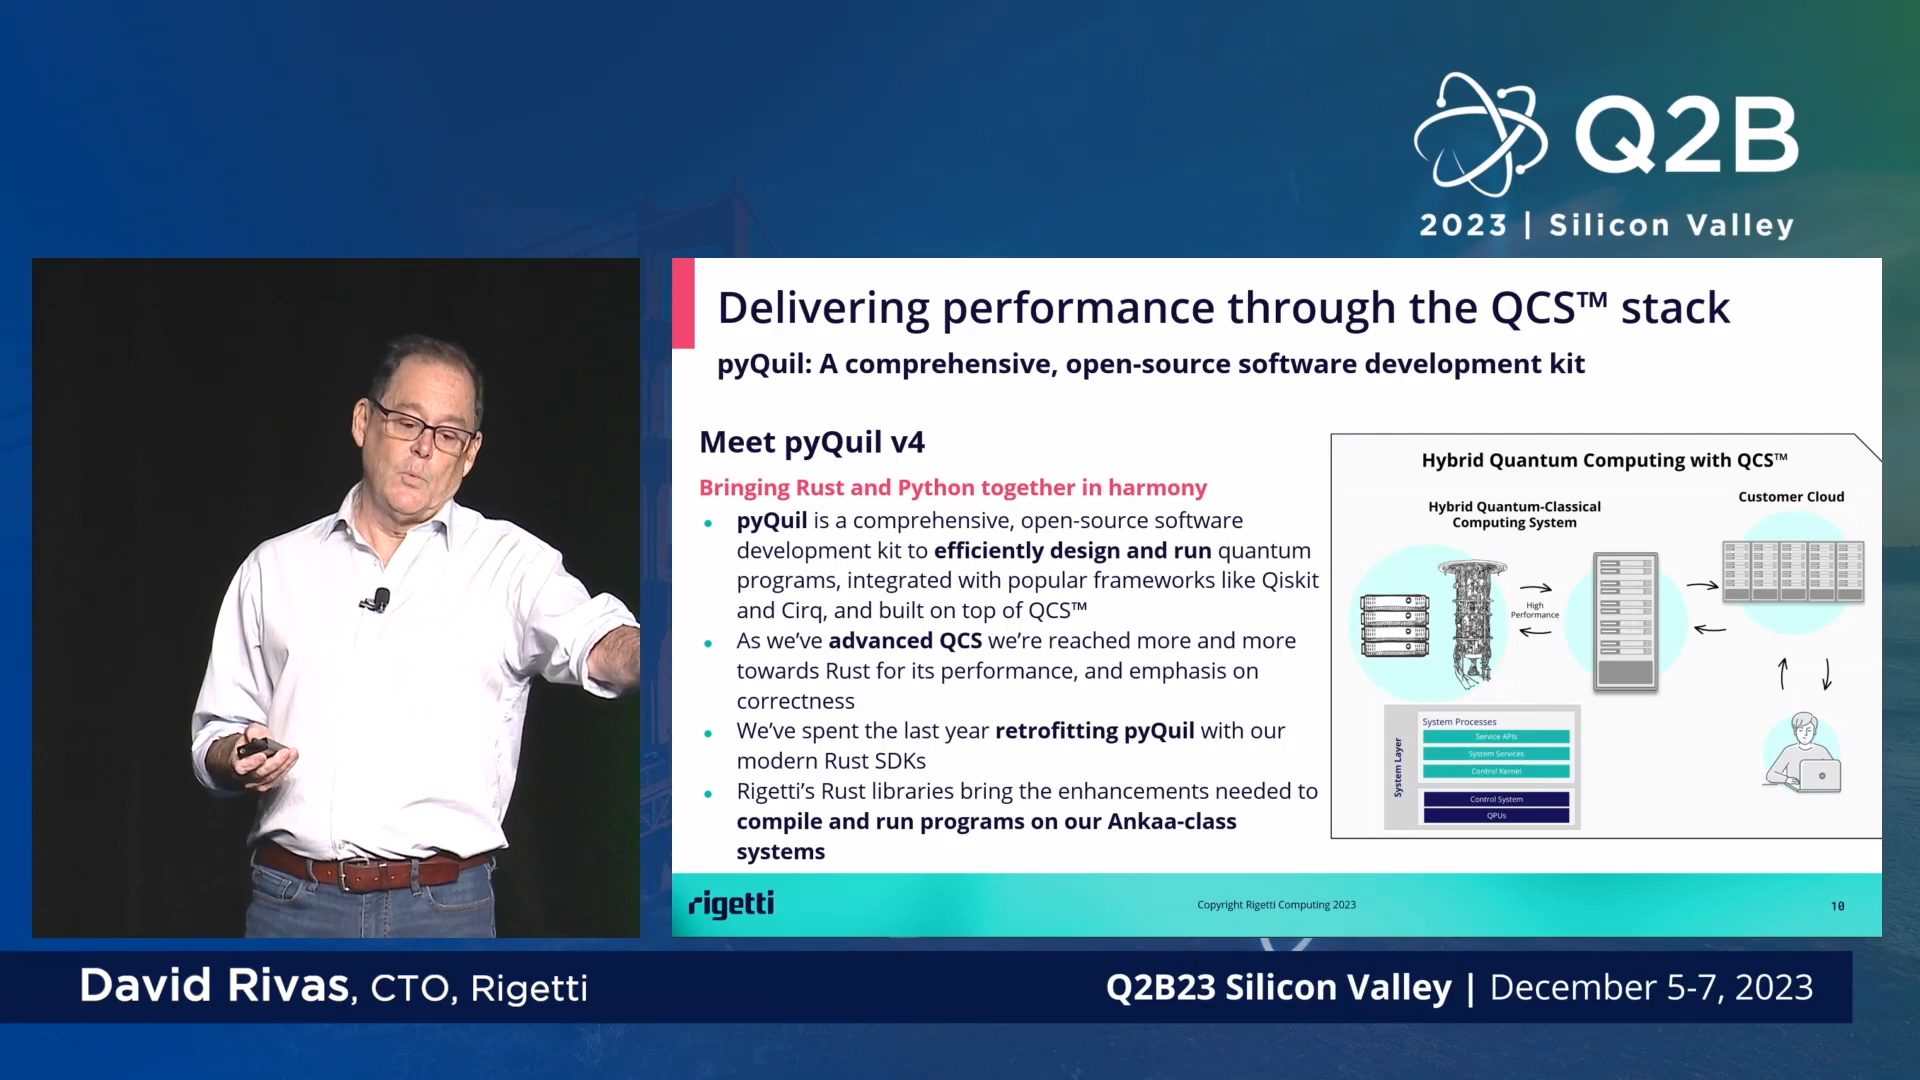 Q2B
2023 | Silicon Valley
Delivering performance through the QCS™ stack
pyQuil: A comprehensive, open-source software development kit
Meet pyQuil v4
Bringing Rust and Python together in harmony
• pyQuil is a comprehensive, open-source software
development kit to efficiently design and run quantum
programs, integrated with popular frameworks like Qiskit
and Cirq, and built on top of QCS™
• As we’ve advanced QCS we’re reached more and more
towards Rust for its performance, and emphasis on
correctness
• We’ve spent the last year retrofitting pyQuil with our
modern Rust SDKs
• Rigetti’s Rust libraries bring the enhancements needed to
compile and run programs on our Ankaa-class
systems
Hybrid Quantum Computing with QCS™
Hybrid Quantum-Classical
Computing System
Customer Cloud
High
Performance
System Layer
System Processes
Service APIs
System Services
Control Kernel
Control System
QPUs
rigetti
Copyright Rigetti Computing 2023
10
David Rivas, CTO, Rigetti
Q2B23 Silicon Valley | December 5-7, 2023